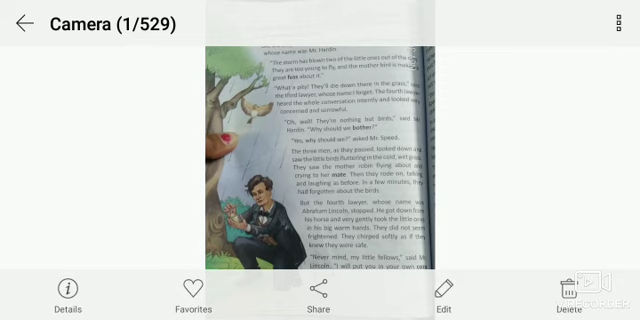 Camera (1/529)
whose name was Mr. Hardin.
"The storm has blown two of the little ones out of the
They are too young to fly, and the mother bird is making
great fuss about it."
"What a pity! They'll die down there in the grass," said
the third lawyer, whose name I forget. The fourth lawyer
heard the whole conversation intently and looked very
concerned and sorrowful.
"Oh, well! They're nothing but birds," said Mr.
Hardin. "Why should we bother?"
"Yes, why should we?" asked Mr. Speed.
The three men, as they passed, looked down and
saw the little birds fluttering in the cold, wet grass.
They saw the mother robin flying about and
crying to her mate. Then they rode on, talking
and laughing as before. In a few minutes, they
had forgotten about the birds.
But the fourth lawyer, whose name was
Abraham Lincoln, stopped. He got down from
his horse and very gently took the little ones
in his big warm hands. They did not seem
frightened. They chirped softly as if they
knew they were safe.
"Never mind, my little fellows," said Mr.
Lincoln. "I will put you in your own
Details
Favorites
Share
Edit
Delete